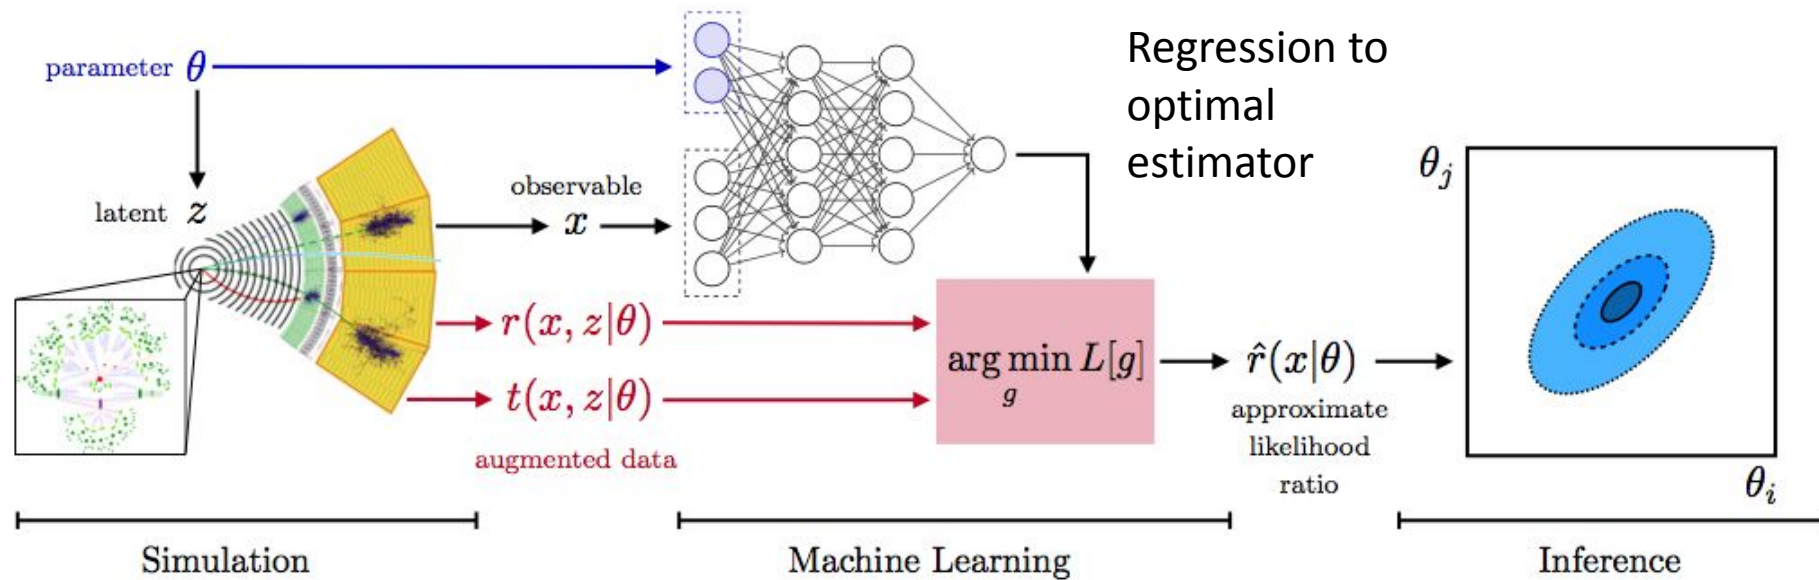 parameter θ
latent z
observable
x
r(x, z|θ)
t(x, z|θ)
augmented data
Regression to
optimal
estimator
arg min L[g]
g
r̂(x|θ)
approximate
likelihood
ratio
θj
θi
Simulation
Machine Learning
Inference